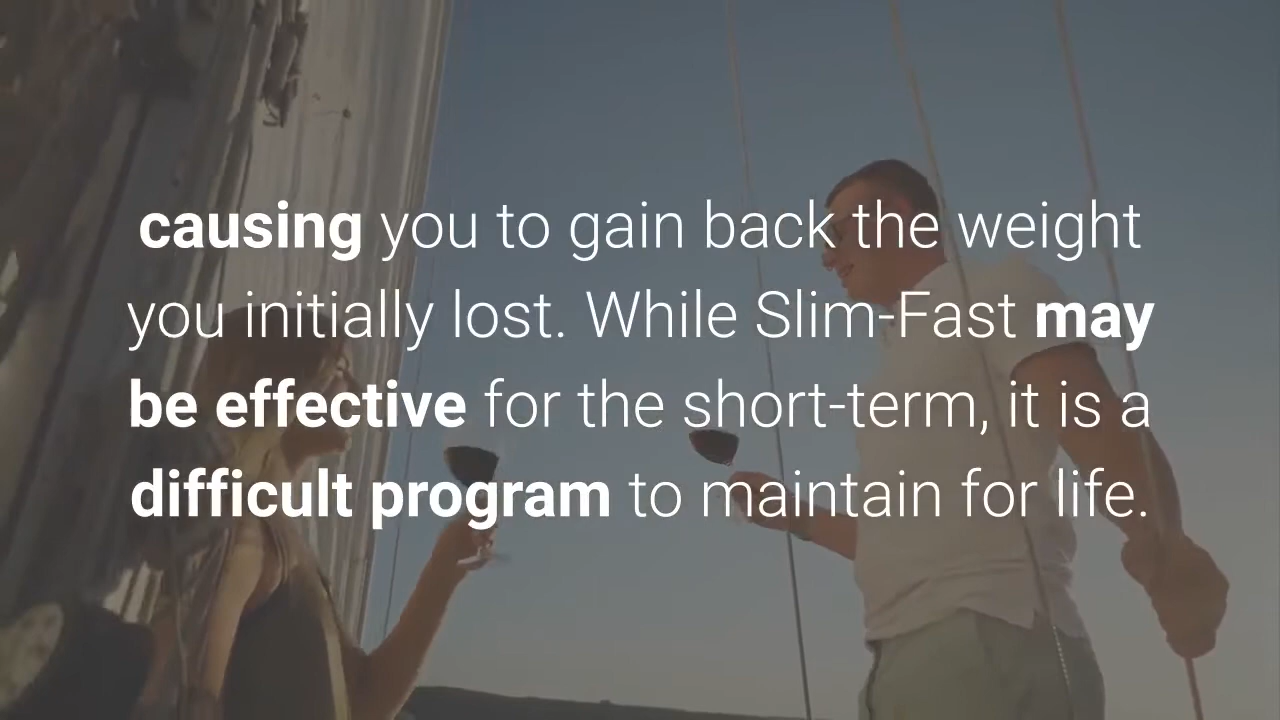 causing you to gain back the weight
you initially lost. While Slim-Fast may
be effective for the short-term, it is a
difficult program to maintain for life.